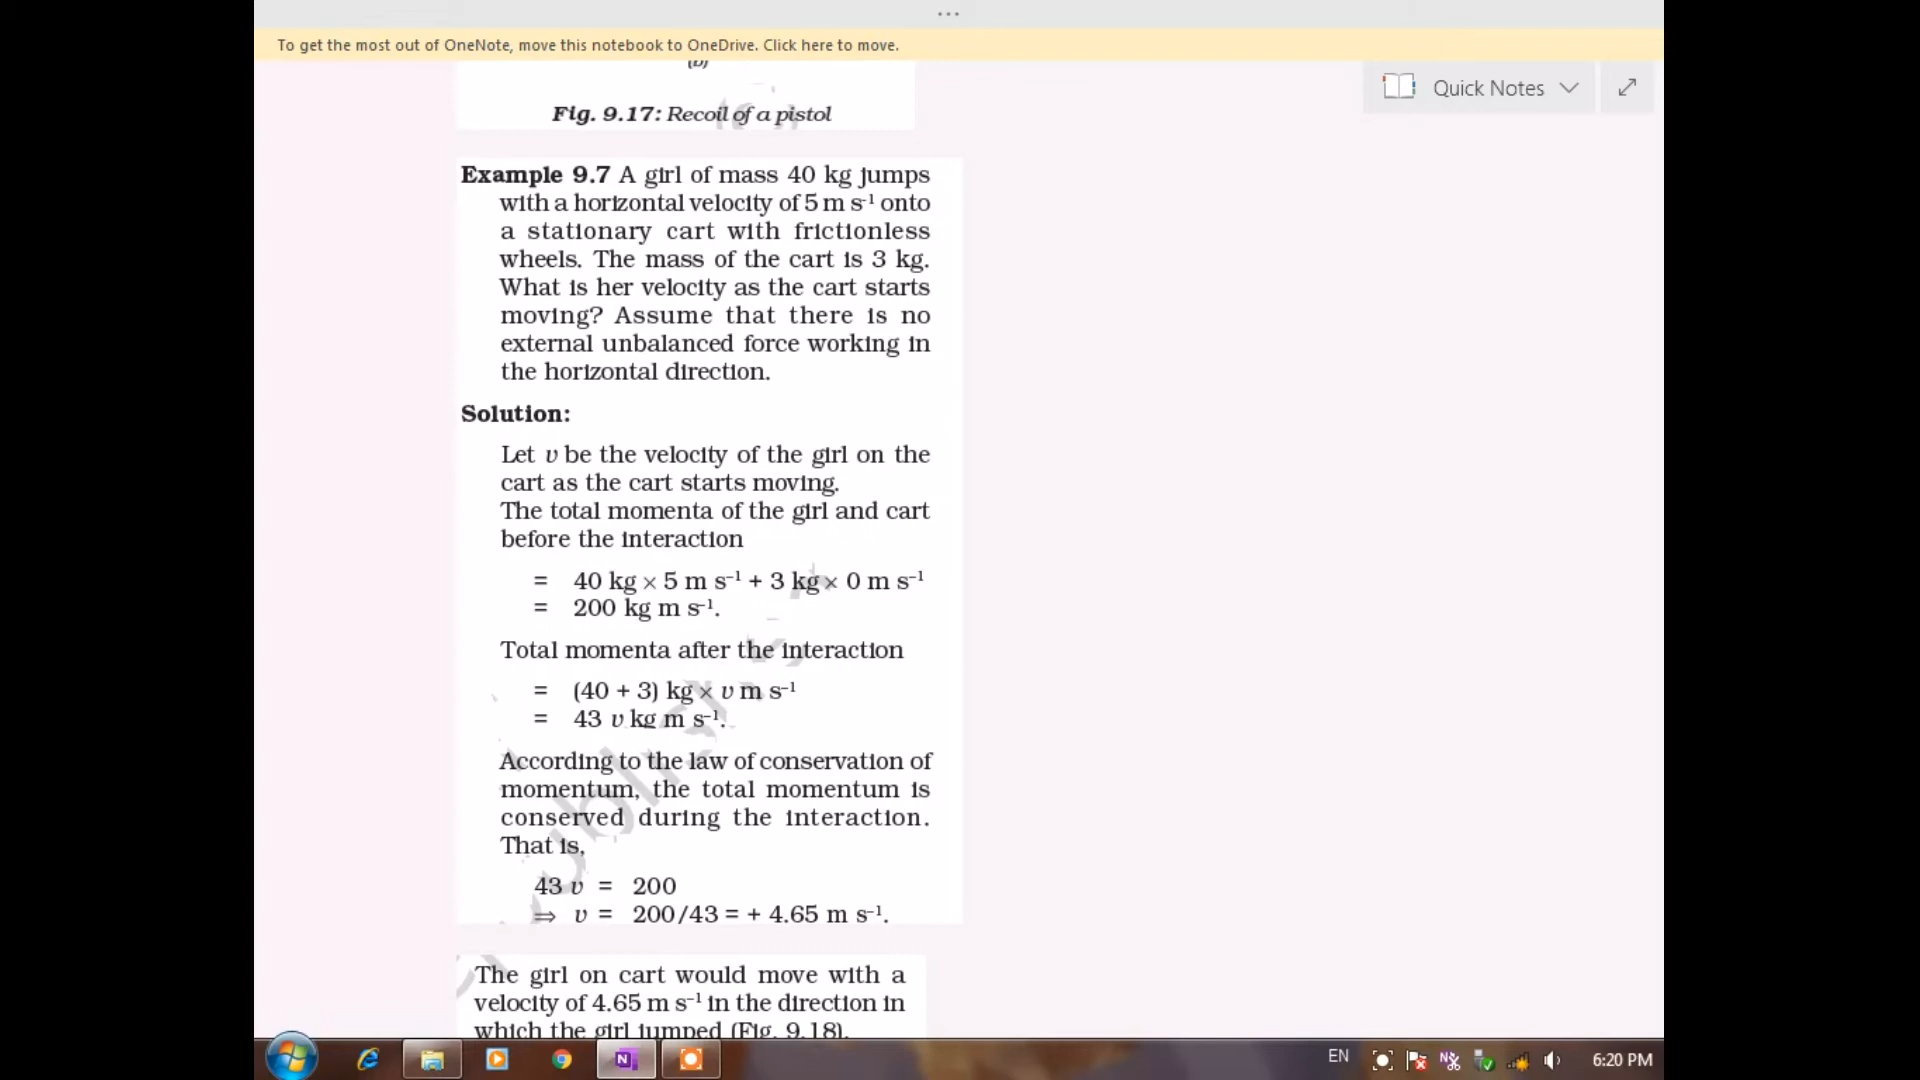 To get the most out of OneNote, move this notebook to OneDrive. Click here to move.
Quick Notes
(b)
Fig. 9.17: Recoil of a pistol
Example 9.7 A girl of mass 40 kg jumps
with a horizontal velocity of 5 m s⁻¹ onto
a stationary cart with frictionless
wheels. The mass of the cart is 3 kg.
What is her velocity as the cart starts
moving? Assume that there is no
external unbalanced force working in
the horizontal direction.
Solution:
Let v be the velocity of the girl on the
cart as the cart starts moving.
The total momenta of the girl and cart
before the interaction
= 40 kg × 5 m s⁻¹ + 3 kg × 0 m s⁻¹
= 200 kg m s⁻¹.
Total momenta after the interaction
= (40 + 3) kg × v m s⁻¹
= 43 v kg m s⁻¹.
According to the law of conservation of
momentum, the total momentum is
conserved during the interaction.
That is,
43 v = 200
⇒ v = 200/43 = + 4.65 m s⁻¹.
The girl on cart would move with a
velocity of 4.65 m s⁻¹ in the direction in
which the girl jumped (Fig. 9.18).
EN
6:20 PM